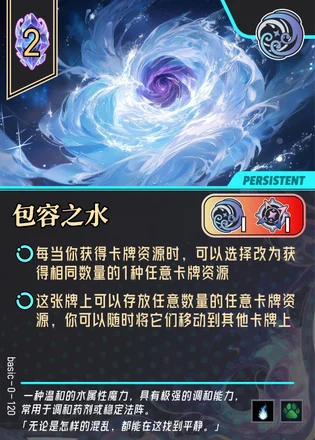 2
PERSISTENT
包容之水
1 1
每当你获得卡牌资源时，可以选择改为获
得相同数量的1种任意卡牌资源
这张牌上可以存放任意数量的任意卡牌资
源，你可以随时将它们移动到其他卡牌上
basic-0-120
一种温和的水属性魔力，具有极强的调和能力，
常用于调和药剂或稳定法阵。
「无论是怎样的混乱，都能在这找到平静。」